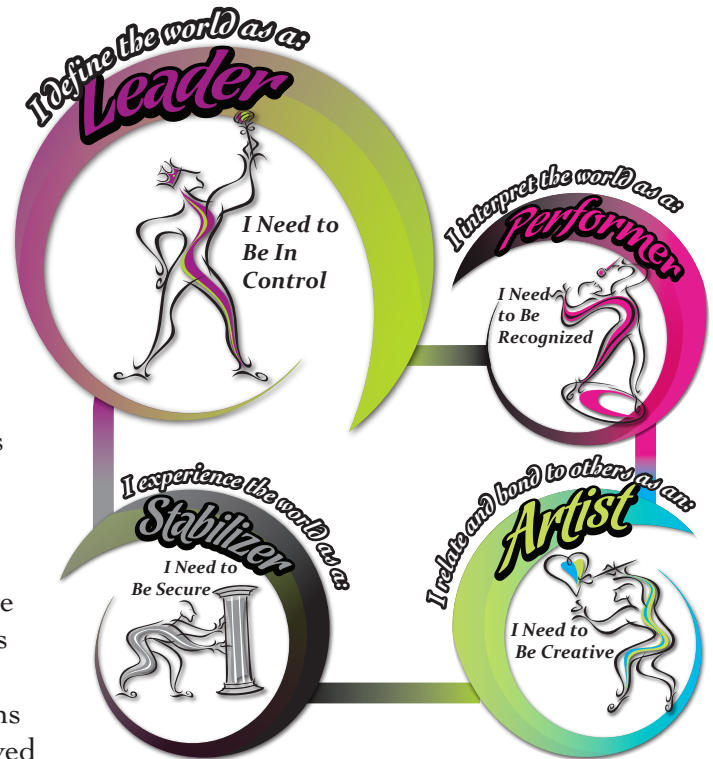 I define the world as a:
Leader
I Need to
Be In
Control
I interpret the world as a:
Performer
I Need
to Be
Recognized
I experience the world as a:
Stabilizer
I Need to
Be Secure
I relate and bond to others as an:
Artist
I Need to
Be Creative